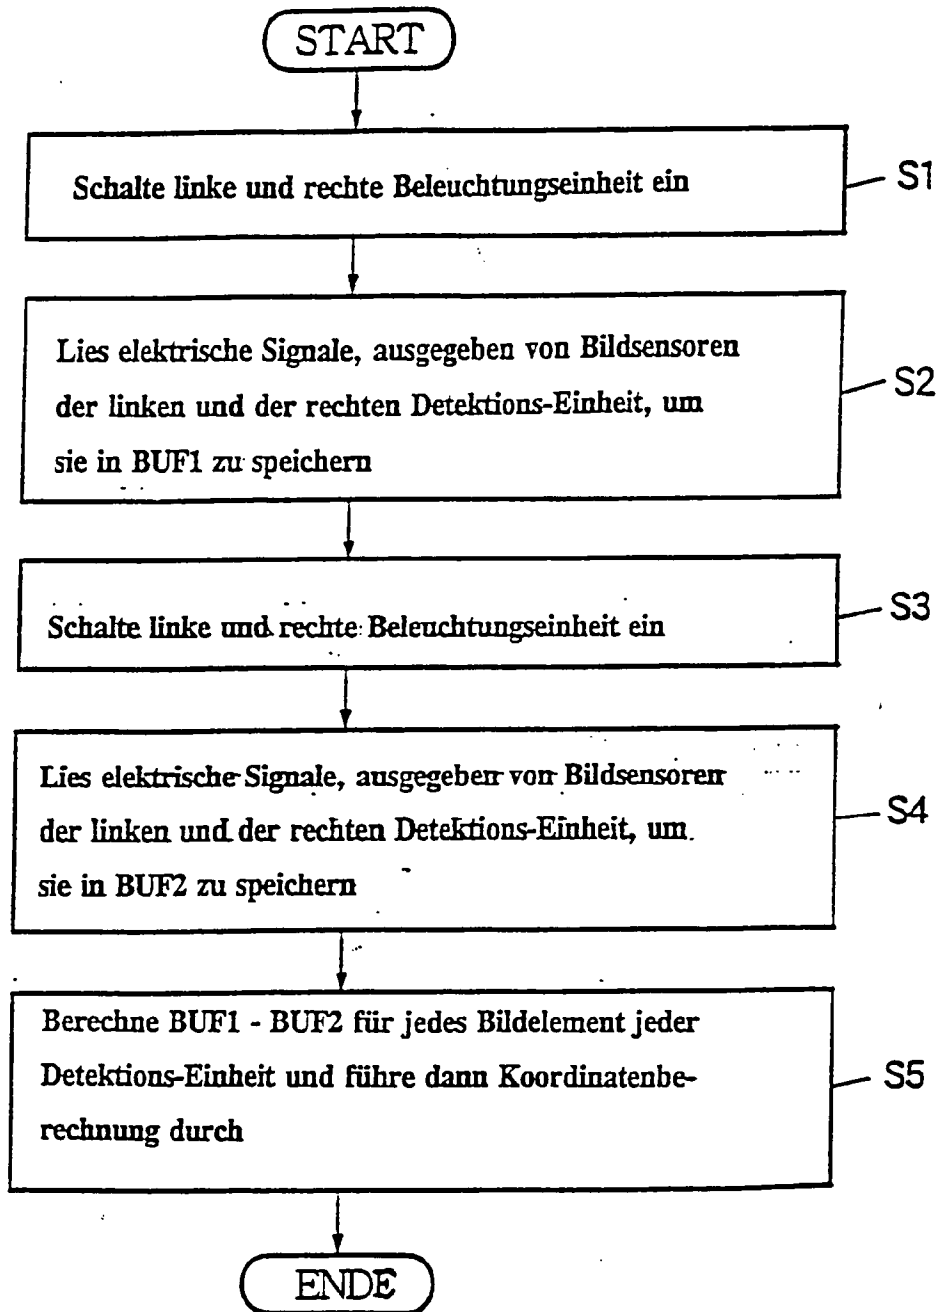 START
Schalte linke und rechte Beleuchtungseinheit ein
S1
Lies elektrische Signale, ausgegeben von Bildsensoren
der linken und der rechten Detektions-Einheit, um
sie in BUF1 zu speichern
S2
Schalte linke und rechte Beleuchtungseinheit ein
S3
Lies elektrische Signale, ausgegeben von Bildsensoren
der linken und der rechten Detektions-Einheit, um
sie in BUF2 zu speichern
S4
Berechne BUF1 - BUF2 für jedes Bildelement jeder
Detektions-Einheit und führe dann Koordinatenbe-
rechnung durch
S5
ENDE